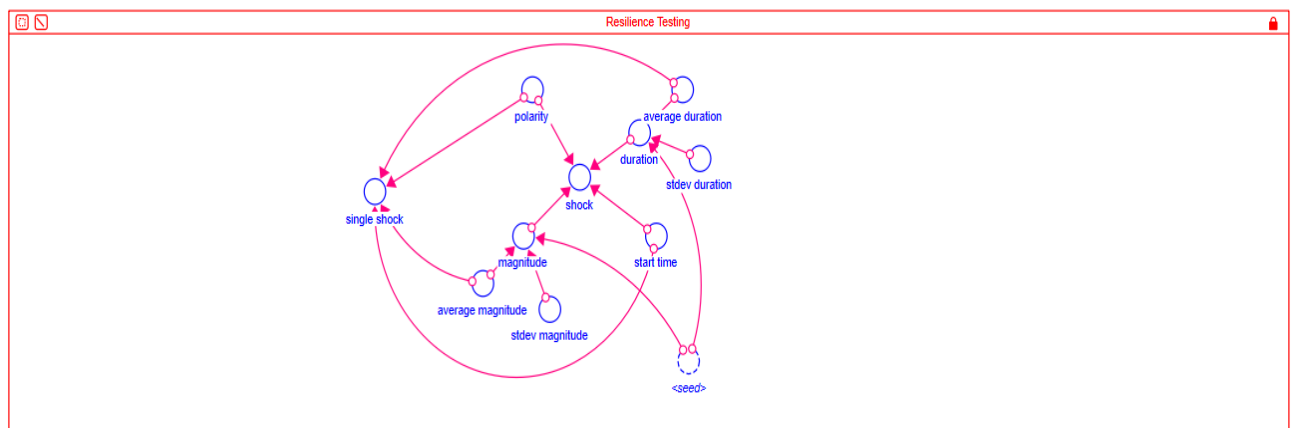 Resilience Testing
polarity
average duration
duration
stdev duration
shock
single shock
magnitude
start time
average magnitude
stdev magnitude
<seed>